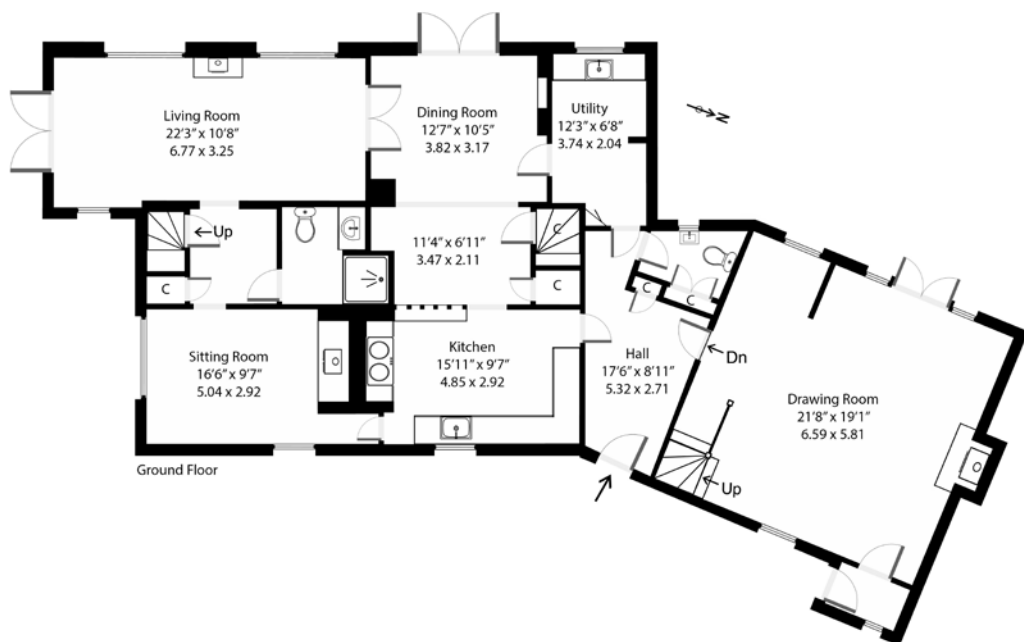 Living Room
22'3" x 10'8"
6.77 x 3.25
Dining Room
12'7" x 10'5"
3.82 x 3.17
Utility
12'3" x 6'8"
3.74 x 2.04
N
Up
C
11'4" x 6'11"
3.47 x 2.11
C
C
C
C
Sitting Room
16'6" x 9'7"
5.04 x 2.92
Kitchen
15'11" x 9'7"
4.85 x 2.92
Hall
17'6" x 8'11"
5.32 x 2.71
Dn
Drawing Room
21'8" x 19'1"
6.59 x 5.81
Up
Ground Floor